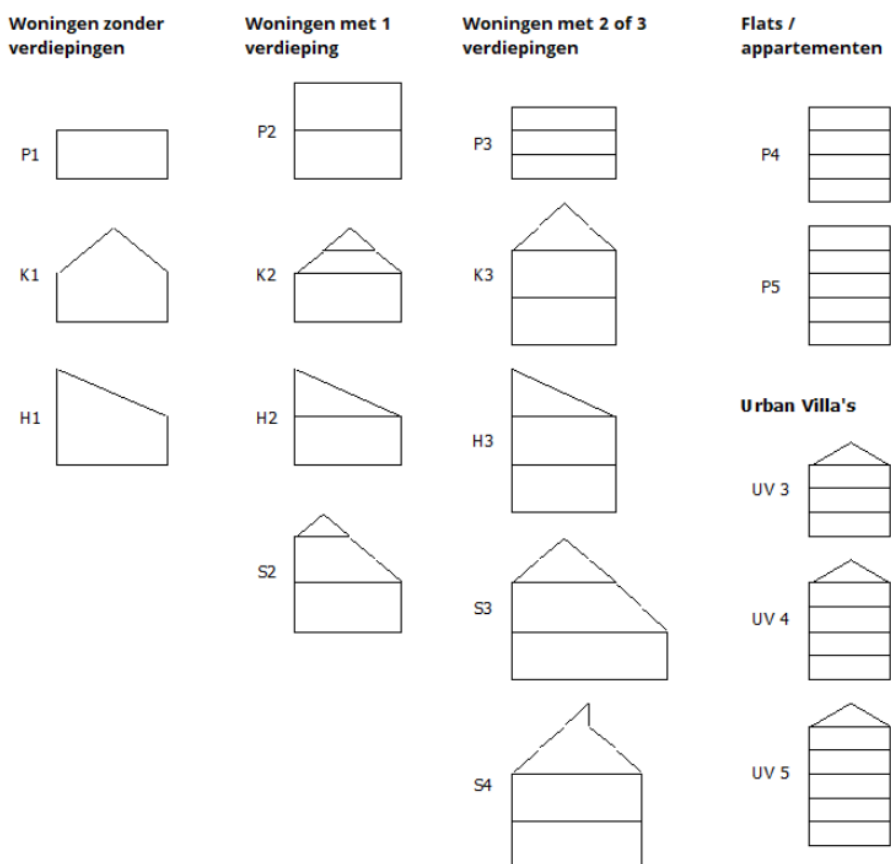 Woningen zonder
verdiepingen
P1
K1
H1
Woningen met 1
verdieping
P2
K2
H2
S2
Woningen met 2 of 3
verdiepingen
P3
K3
H3
S3
S4
Flats /
appartementen
P4
P5
Urban Villa's
UV 3
UV 4
UV 5